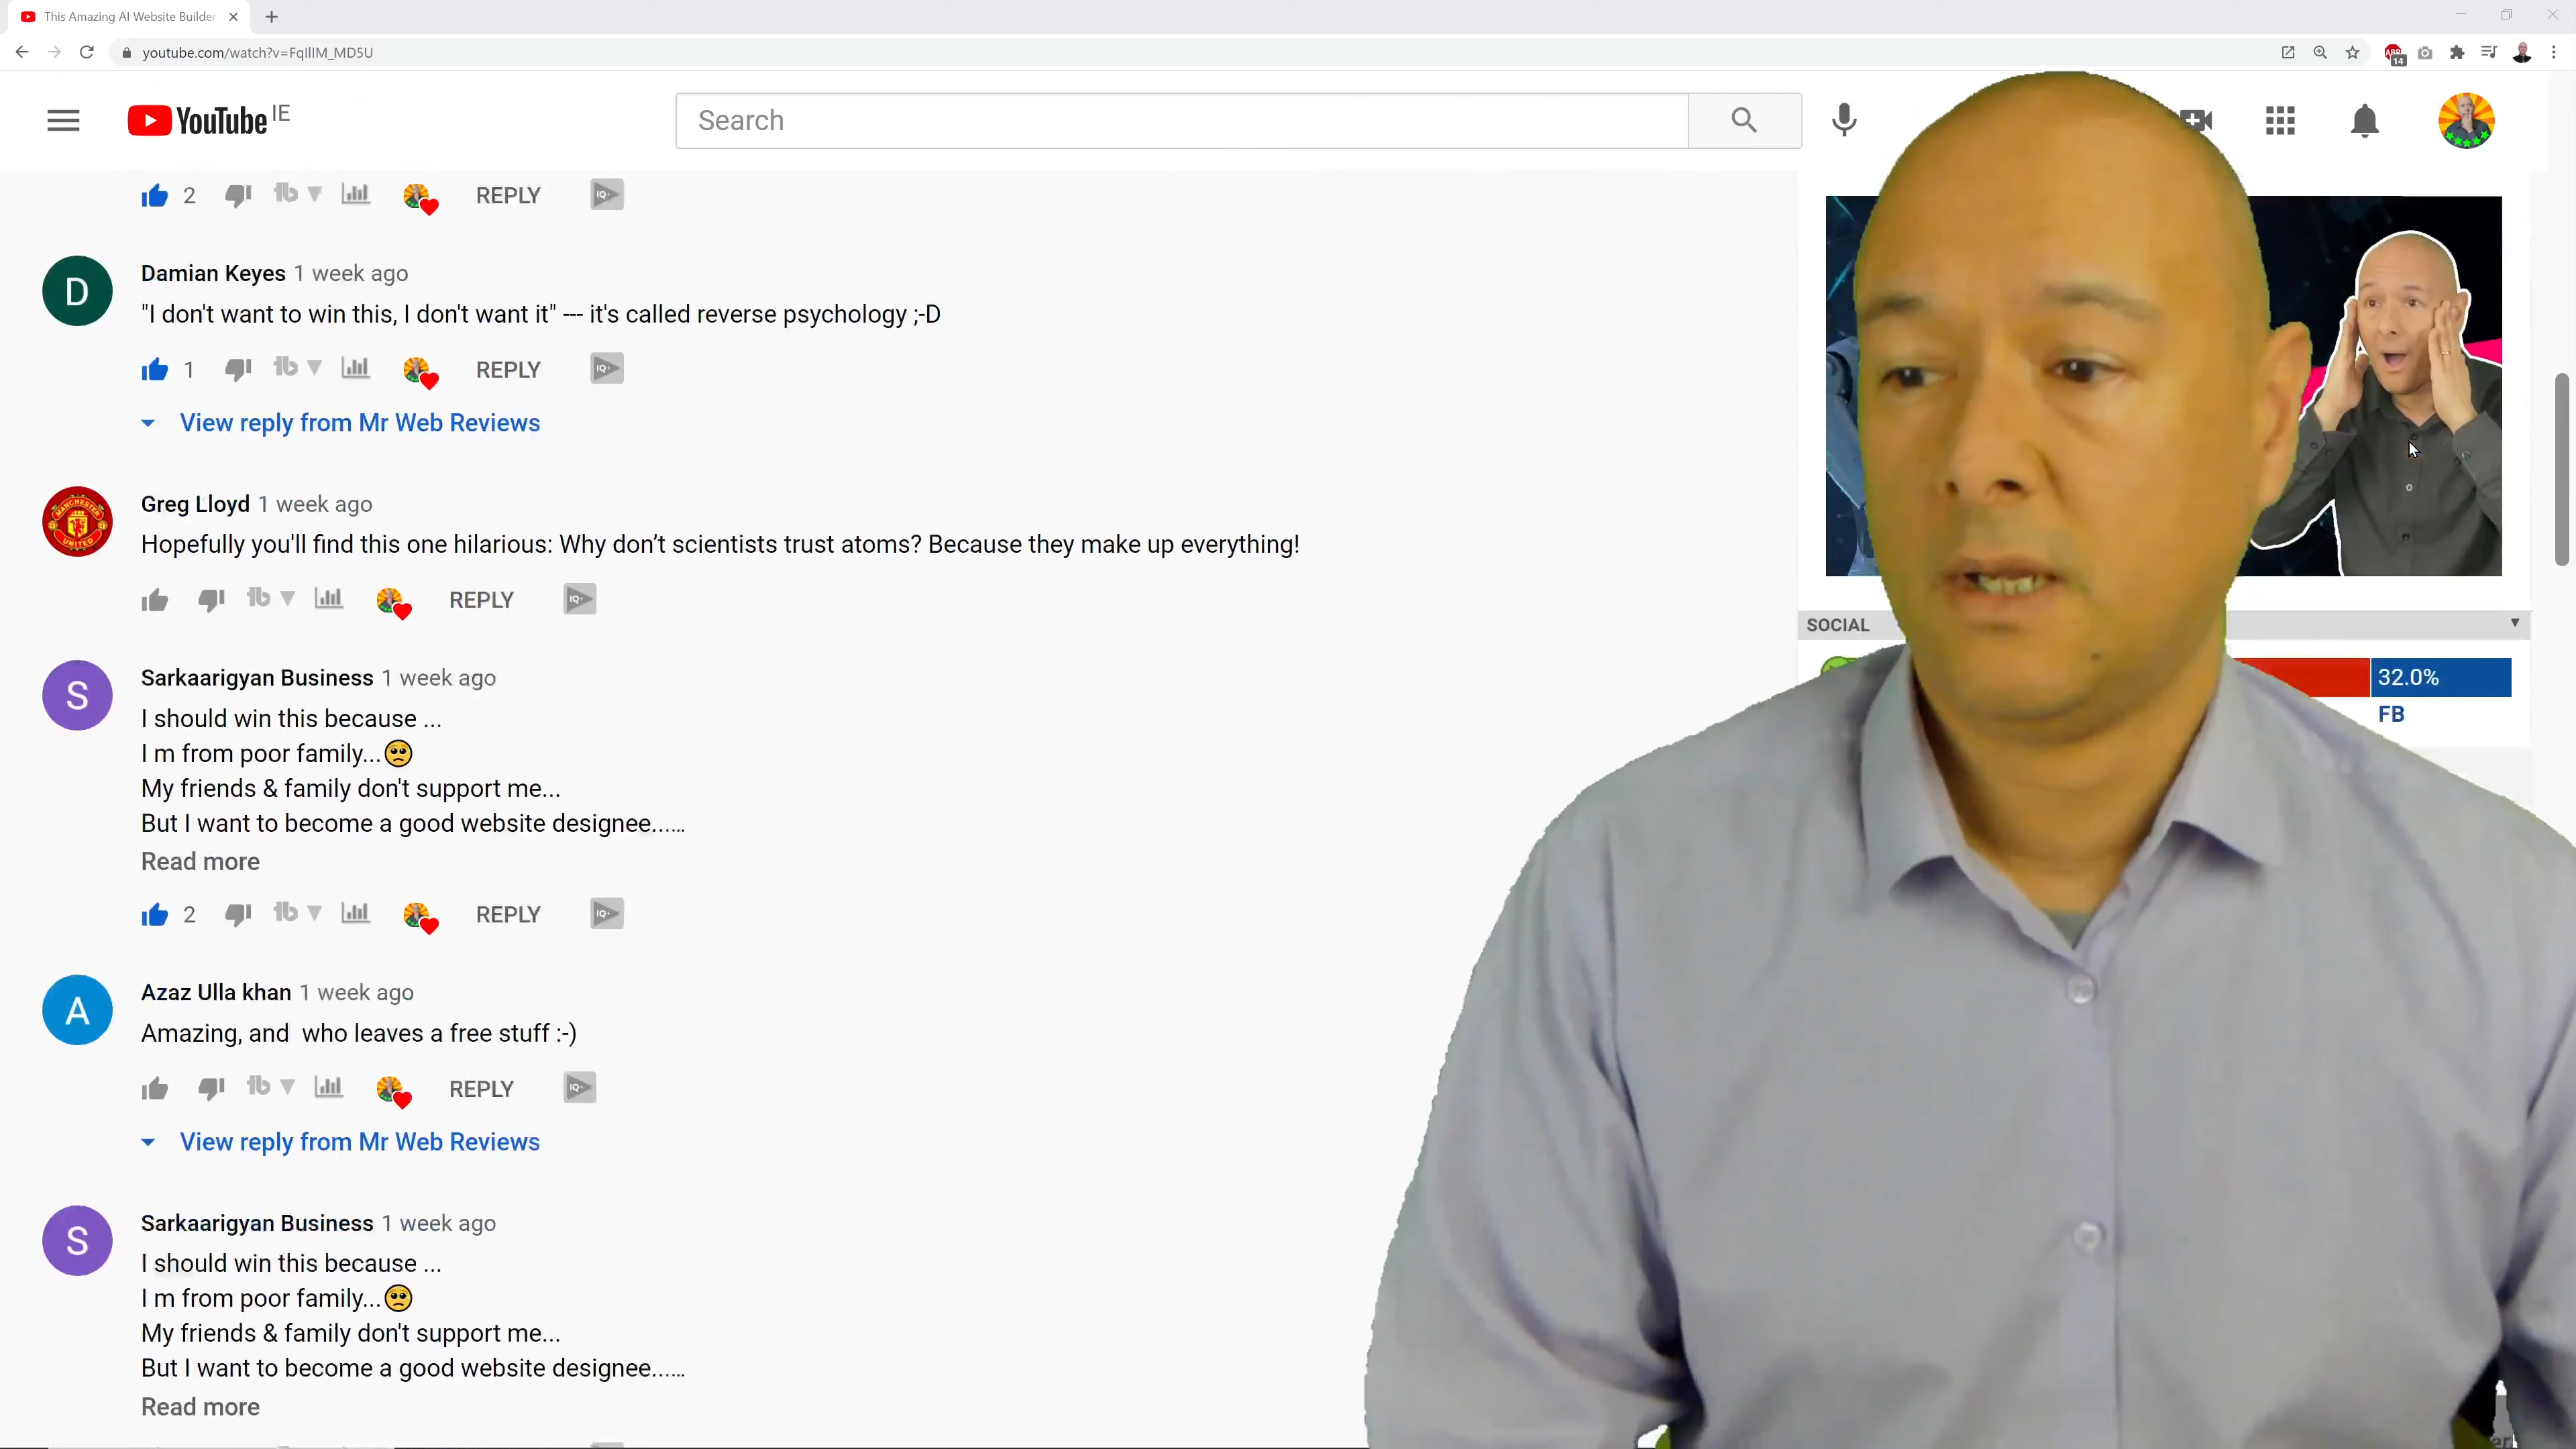 This Amazing AI Website Builder
youtube.com/watch?v=FqIlIM_MD5U
14
YouTube IE
Search
2 REPLY
Damian Keyes 1 week ago
"I don't want to win this, I don't want it" --- it's called reverse psychology ;-D
1 REPLY
View reply from Mr Web Reviews
Greg Lloyd 1 week ago
MANCHESTER
UNITED
Hopefully you'll find this one hilarious: Why don’t scientists trust atoms? Because they make up everything!
REPLY
SOCIAL
32.0%
FB
S
Sarkaarigyan Business 1 week ago
I should win this because ...
I m from poor family...🥺
My friends & family don't support me...
But I want to become a good website designee......
Read more
2 REPLY
A
Azaz Ulla khan 1 week ago
Amazing, and who leaves a free stuff :-)
REPLY
View reply from Mr Web Reviews
S
Sarkaarigyan Business 1 week ago
I should win this because ...
I m from poor family...🥺
My friends & family don't support me...
But I want to become a good website designee......
Read more